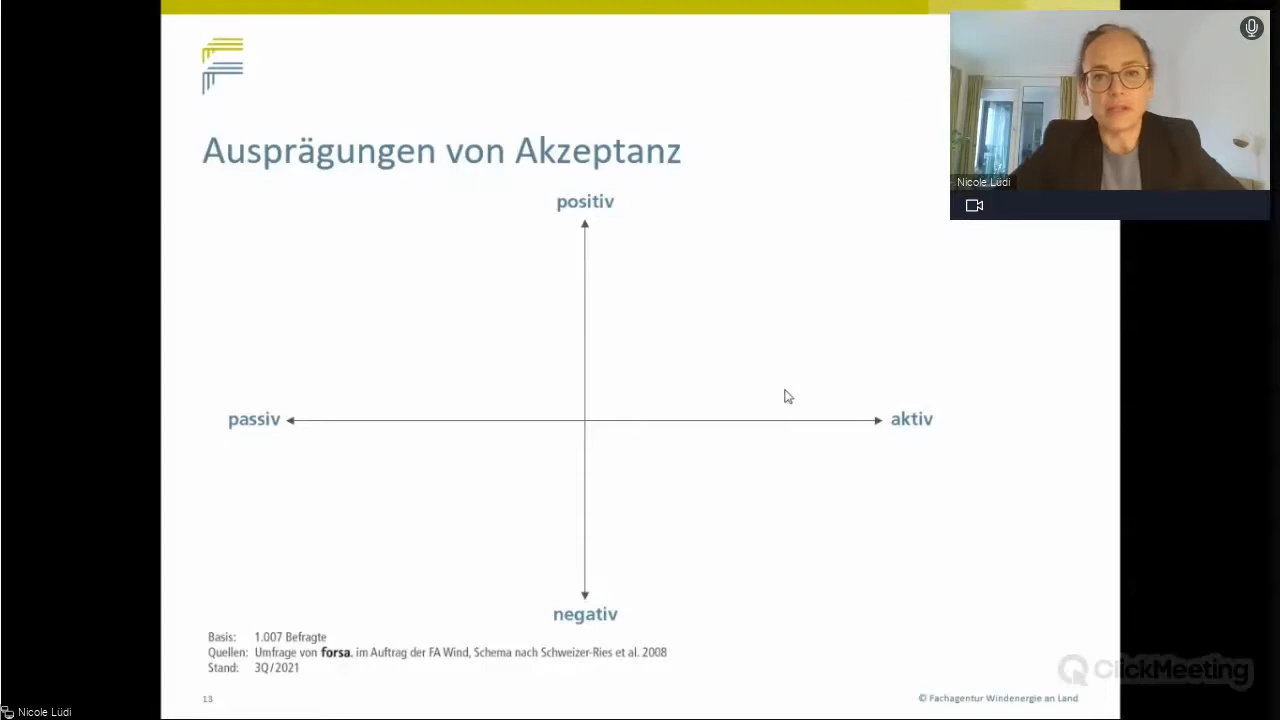 Ausprägungen von Akzeptanz
positiv
passiv
aktiv
negativ
Basis: 1.007 Befragte
Quellen: Umfrage von forsa. im Auftrag der FA Wind, Schema nach Schweizer-Ries et al. 2008
Stand: 3Q/2021
13
© Fachagentur Windenergie an Land
Nicole Lüdi
ClickMeeting
Nicole Lüdi